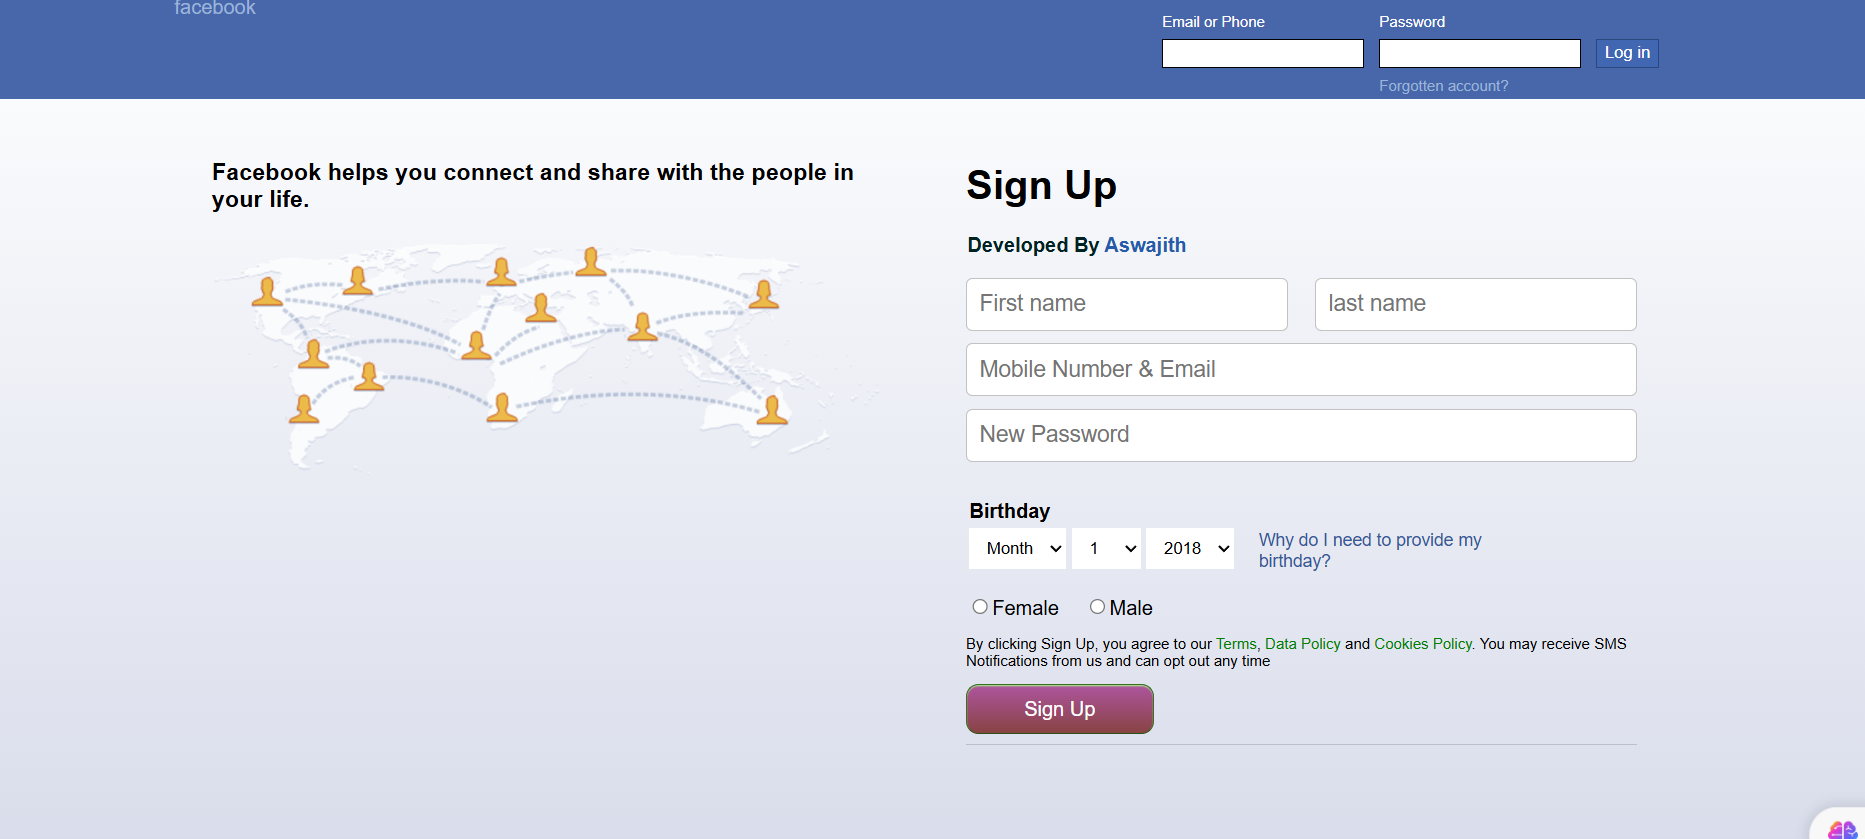 facebook
Email or Phone
Password
Log in
Forgotten account?
Facebook helps you connect and share with the people in
your life.
Sign Up
Developed By Aswajith
First name
last name
Mobile Number & Email
New Password
Birthday
Month 1 2018
Why do I need to provide my
birthday?
Female Male
By clicking Sign Up, you agree to our Terms, Data Policy and Cookies Policy. You may receive SMS
Notifications from us and can opt out any time
Sign Up